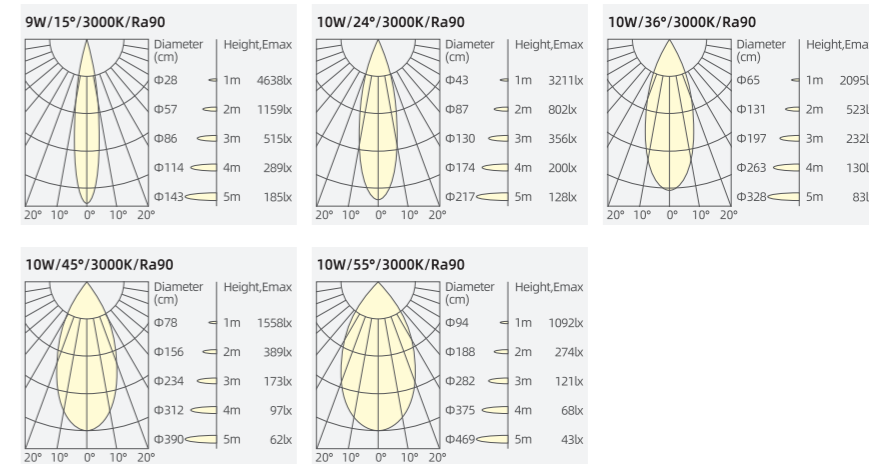 9W/15°/3000K/Ra90
Diameter (cm) Height,Emax
Φ28 1m 4638lx
Φ57 2m 1159lx
Φ86 3m 515lx
Φ114 4m 289lx
Φ143 5m 185lx
20° 10° 0° 10° 20°
10W/24°/3000K/Ra90
Diameter (cm) Height,Emax
Φ43 1m 3211lx
Φ87 2m 802lx
Φ130 3m 356lx
Φ174 4m 200lx
Φ217 5m 128lx
20° 10° 0° 10° 20°
10W/36°/3000K/Ra90
Diameter (cm) Height,Ema
Φ65 1m 2095l
Φ131 2m 523l
Φ197 3m 232l
Φ263 4m 130l
Φ328 5m 83l
20° 10° 0° 10° 20°
10W/45°/3000K/Ra90
Diameter (cm) Height,Emax
Φ78 1m 1558lx
Φ156 2m 389lx
Φ234 3m 173lx
Φ312 4m 97lx
Φ390 5m 62lx
20° 10° 0° 10° 20°
10W/55°/3000K/Ra90
Diameter (cm) Height,Emax
Φ94 1m 1092lx
Φ188 2m 274lx
Φ282 3m 121lx
Φ375 4m 68lx
Φ469 5m 43lx
20° 10° 0° 10° 20°